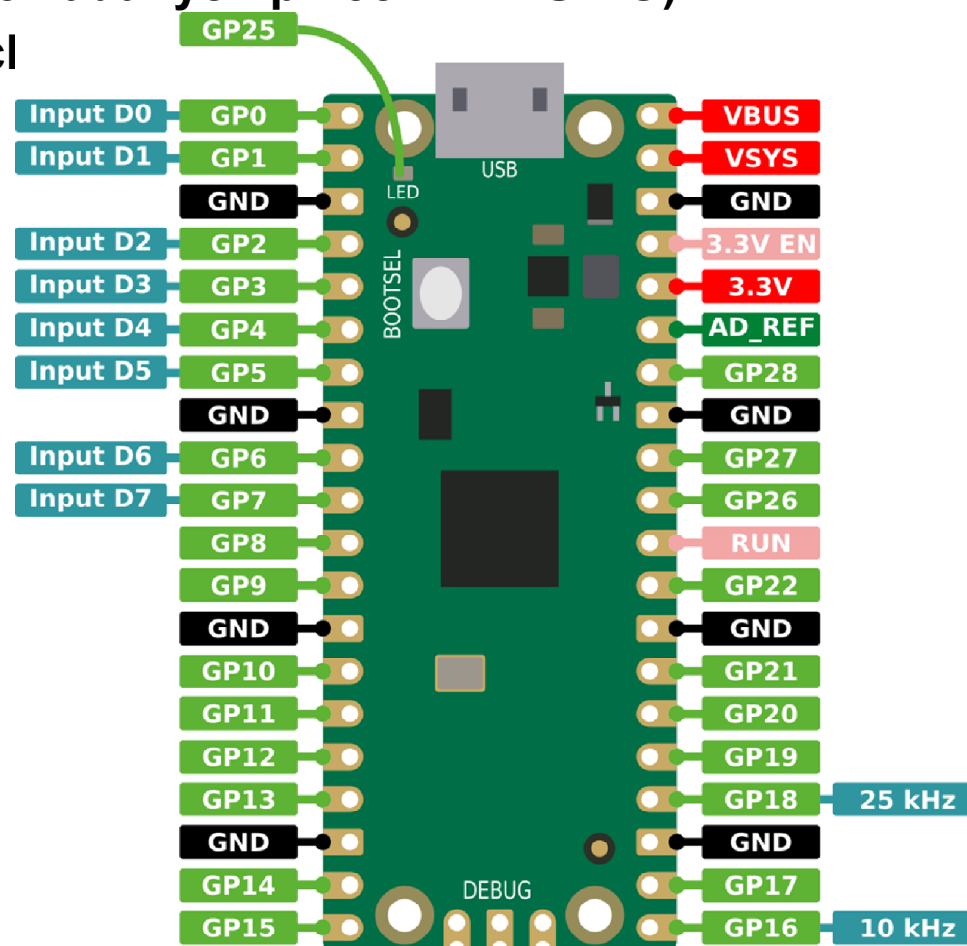 GP25
Input D0 GP0 VBUS
Input D1 GP1 VSYS
USB
LED
GND GND
Input D2 GP2 3.3V EN
Input D3 GP3 3.3V
BOOTSEL
Input D4 GP4 AD_REF
Input D5 GP5 GP28
GND GND
Input D6 GP6 GP27
Input D7 GP7 GP26
GP8 RUN
GP9 GP22
GND GND
GP10 GP21
GP11 GP20
GP12 GP19
GP13 GP18 25 kHz
GND GND
GP14 GP17
DEBUG
GP15 GP16 10 kHz